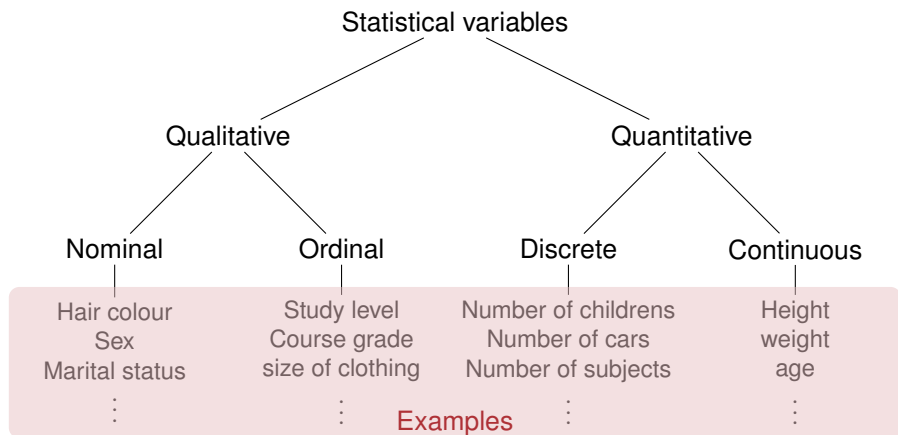 Statistical variables
Qualitative
Quantitative
Nominal
Ordinal
Discrete
Continuous
Hair colour
Sex
Marital status
⋮
Study level
Course grade
size of clothing
⋮
Number of childrens
Number of cars
Number of subjects
⋮
Height
weight
age
⋮
Examples